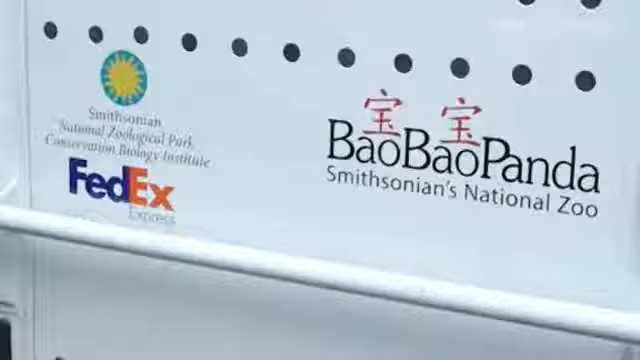 Smithsonian
National Zoological Park
Conservation Biology Institute
FedEx
Express
宝 宝
BaoBaoPanda
Smithsonian's National Zoo